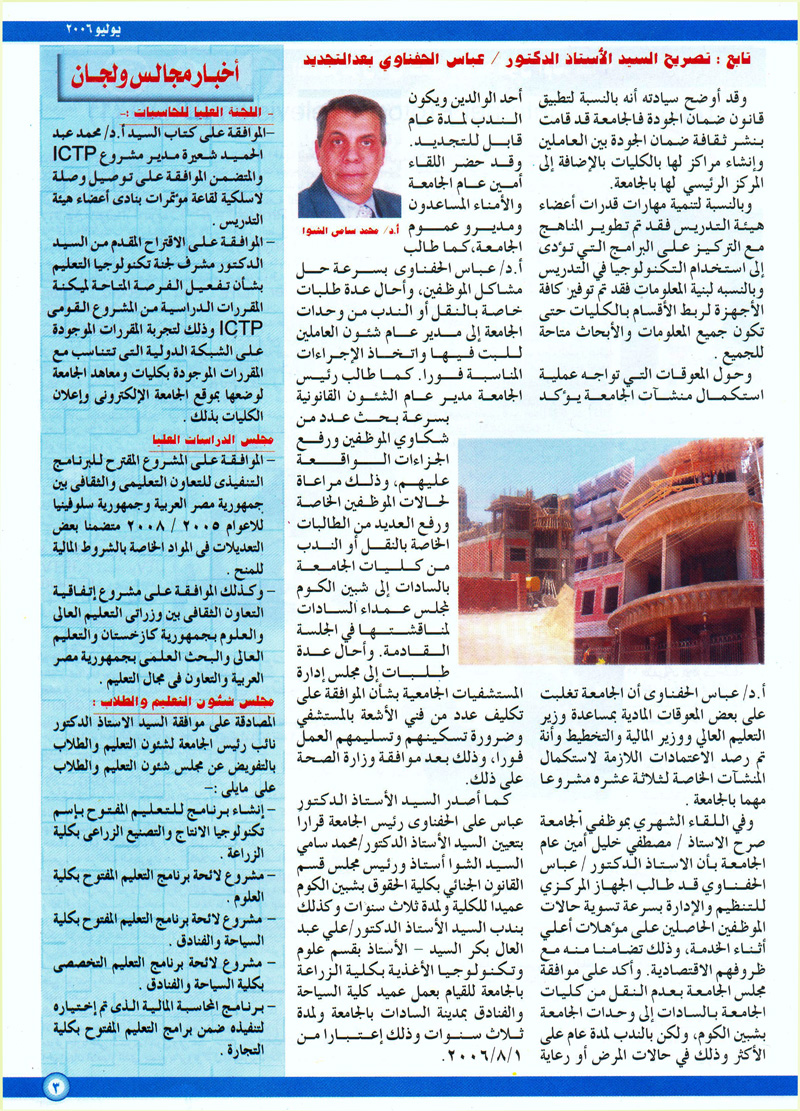 يوليو ٢٠٠٦
تابع : تصريح السيد الأستاذ الدكتور / عباس الحفناوي بعد التجديد
وقد أوضح سيادته أنه بالنسبة لتطبيق
قانون ضمان الجودة فالجامعة قد قامت
بنشر ثقافة ضمان الجودة بين العاملين
وإنشاء مراكز لها بالكليات بالإضافة إلى
المركز الرئيسي لها بالجامعة.
وبالنسبة لتنمية مهارات قدرات أعضاء
هيئة التدريس فقد تم تطوير المناهج
مع التركيز على البرامج التي تؤدى
إلى استخدام التكنولوجيا في التدريس
وبالنسبه لبنية المعلومات فقد تم توفير كافة
الأجهزة لربط الأقسام بالكليات حتى
تكون جميع المعلومات والأبحاث متاحة
للجميع .
وحول المعوقات التي تواجه عملية
استكمال منشآت الجامعة يؤكد
أ.د/ عباس الحفناوى أن الجامعة تغلبت
على بعض المعوقات المادية بمساعدة وزير
التعليم العالي ووزير المالية والتخطيط وأنة
تم رصد الاعتمادات اللازمة لاستكمال
المنشآت الخاصة لثلاثة عشره مشروعا
مهما بالجامعة .
وفي اللقاء الشهري بموظفي الجامعة
صرح الاستاذ / مصطفي خليل أمين عام
الجامعة بأن الاستاذ الدكتور / عباس
الحفناوي قد طالب الجهاز المركزي
للتنظيم والإدارة بسرعة تسوية حالات
الموظفين الحاصلين على مؤهلات أعلي
أثناء الخدمة، وذلك تضامنا منه مع
ظروفهم الاقتصادية. وأكد على موافقة
مجلس الجامعة بعدم النقل من كليات
الجامعة بالسادات إلى وحدات الجامعة
بشبين الكوم، ولكن بالندب لمدة عام على
الأكثر وذلك في حالات المرض أو رعاية
أحد الوالدين ويكون
الندب لمدة عام
قابل للتجديد.
وقد حضر اللقاء
أمين عام الجامعة
والأمناء المساعدون
ومديرو عموم
الجامعة، كما طالب
أ.د/ محمد سامى الشوا
أ.د/ عباس الحفناوى بسرعة حل
مشاكل الموظفين، وأحال عدة طلبات
خاصة بالنقل أو الندب من وحدات
الجامعة إلى مدير عام شئون العاملين
للبت فيها واتخاذ الإجراءات
المناسبة فورا. كما طالب رئيس
الجامعة مدير عام الشئون القانونية
بسرعة بحث عدد من
شكاوي الموظفين ورفع
الجزاءات الواقعة
عليهم، وذلك مراعاة
لحالات الموظفين الخاصة
ورفع العديد من الطالبات
الخاصة بالنقل أو الندب
من كليات الجامعة
بالسادات إلى شبين الكوم
لمجلس عمداء السادات
لمناقشتها في الجلسة
القادمة. وأحال عدة
طلبات إلى مجلس إدارة
المستشفيات الجامعية بشأن الموافقة على
تكليف عدد من فني الأشعة بالمستشفي
وضرورة تسكينهم وتسليمهم العمل
فورا، وذلك بعد موافقة وزارة الصحة
على ذلك.
كما أصدر السيد الأستاذ الدكتور
عباس على الحفناوى رئيس الجامعة قرارا
بتعيين السيد الأستاذ الدكتور/محمد سامي
السيد الشوا أستاذ ورئيس مجلس قسم
القانون الجنائي بكلية الحقوق بشبين الكوم
عميدا للكلية ولمدة ثلاث سنوات وكذلك
بندب السيد الأستاذ الدكتور/علي عبد
العال بكر السيد - الأستاذ بقسم علوم
وتكنولوجيا الأغذية بكلية الزراعة
بالجامعة للقيام بعمل عميد كلية السياحة
والفنادق بمدينة السادات بالجامعة ولمدة
ثلاث سنوات وذلك إعتبارا من
٢٠٠٦/٨/١.
أخبار مجالس ولجان
- اللجنة العليا للحاسبات :-
-الموافقة على كتاب السيد أ.د/ محمد عبد
الحميد شعيرة مدير مشروع ICTP
والمتضمن الموافقة على توصيل وصلة
لاسلكية لقاعة مؤتمرات بنادى أعضاء هيئة
التدريس .
- الموافقة على الاقتراح المقدم من السيد
الدكتور مشرف لجنة تكنولوجيا التعليم
بشأن تفعيل الفرصة المتاحة لميكنة
المقررات الدراسية من المشروع القومى
ICTP وذلك لتجربة المقررات الموجودة
على الشبكة الدولية التى تتناسب مع
المقررات الموجودة بكليات ومعاهد الجامعة
لوضعها بموقع الجامعة الإلكترونى وإعلان
الكليات بذلك .
مجلس الدراسات العليا
- الموافقة على المشروع المقترح للبرنامج
التنفيذى للتعاون التعليمى والثقافى بين
جمهورية مصر العربية وجمهورية سلوفينيا
للاعوام ٢٠٠٥ / ٢٠٠٨ متضمنا بعض
التعديلات فى المواد الخاصة بالشروط المالية
للمنح .
- وكذلك الموافقة على مشروع إتفاقية
التعاون الثقافى بين وزراتى التعليم العالى
والعلوم بجمهورية كازخستان والتعليم
العالى والبحث العلمى بجمهورية مصر
العربية والتعاون فى مجال التعليم .
مجلس شئون التعليم والطلاب :
المصادقة على موافقة السيد الاستاذ الدكتور
نائب رئيس الجامعة لشئون التعليم والطلاب
بالتفويض عن مجلس شئون التعليم والطلاب
على مايلى :-
- إنشاء برنامج للتعليم المفتوح بإسم
تكنولوجيا الانتاج والتصنيع الزراعى بكلية
الزراعة .
- مشروع لائحة برنامج التعليم المفتوح بكلية
العلوم .
- مشروع لائحة برنامج التعليم المفتوح بكلية
السياحة والفنادق .
- مشروع لائحة برنامج التعليم التخصصى
بكلية السياحة والفنادق .
- برنامج المحاسبة المالية الذى تم إختياره
لتنفيذه ضمن برامج التعليم المفتوح بكلية
التجارة .
٣